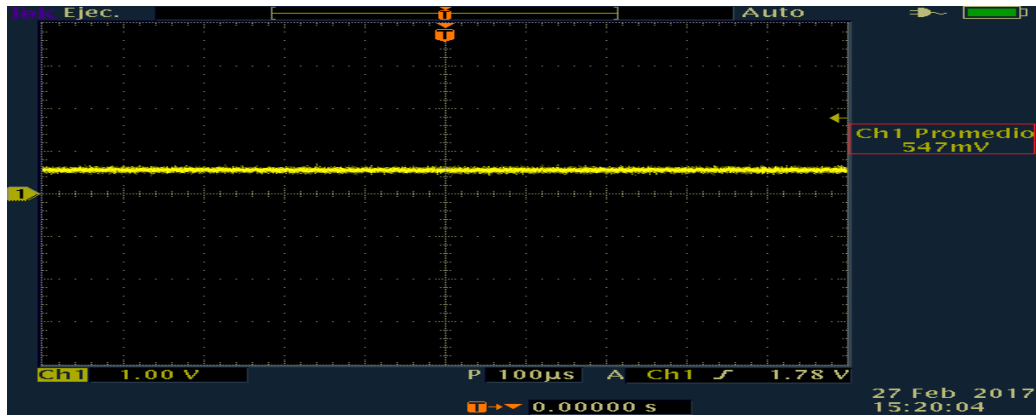 Tek Ejec. T Auto
T
Ch1 Promedio
547mV
1
Ch1 1.00 V P 100µs A Ch1 1.78 V
27 Feb 2017
15:20:04
T 0.00000 s